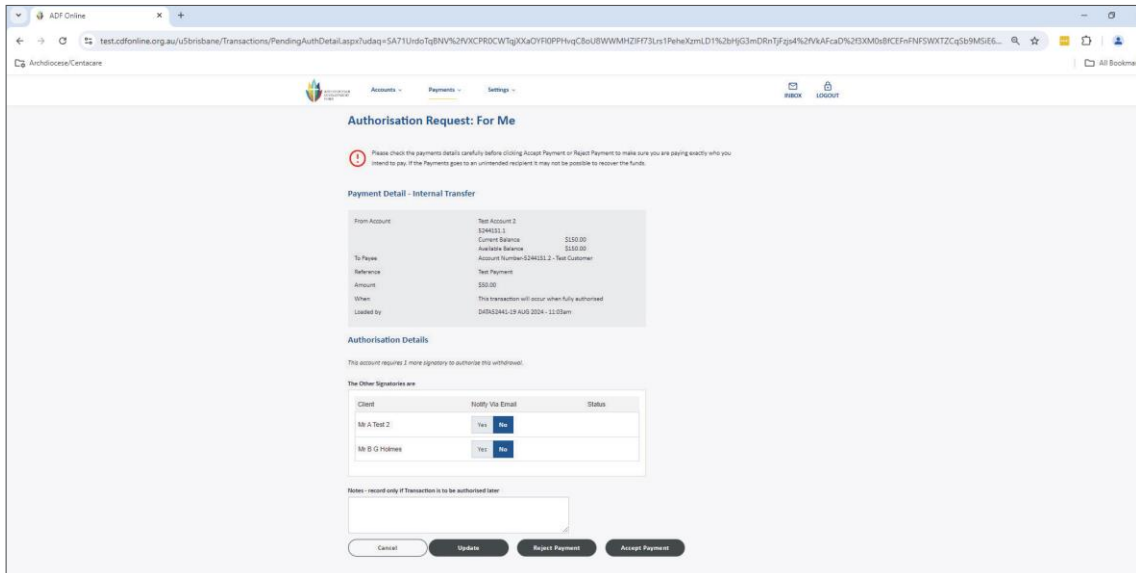 ADF Online
test.cdfonline.org.au/u5brisbane/Transactions/PendingAuthDetail.aspx?udaq=
Archdiocese/Centacare
All Bookma
Accounts
Payments
Settings
INBOX
LOGOUT
Authorisation Request: For Me
Please check the payments details carefully before clicking Accept Payment or Reject Payment to make sure you are paying exactly who you
intend to pay. If the Payments goes to an unintended recipient it may not be possible to recover the funds.
Payment Detail - Internal Transfer
From Account Test Account 2
5244151.1
Current Balance $150.00
Available Balance $150.00
To Payee Account Number-5244151.2 - Test Customer
Reference Test Payment
Amount $50.00
When This transaction will occur when fully authorised
Loaded by DATAS2441-19 AUG 2024 - 11:03am
Authorisation Details
This account requires 1 more signatory to authorise this withdrawal.
The Other Signatories are
Client Notify Via Email Status
Mr A Test 2 Yes No
Mr B G Holmes Yes No
Notes - record only if Transaction is to be authorised later
Cancel
Update
Reject Payment
Accept Payment